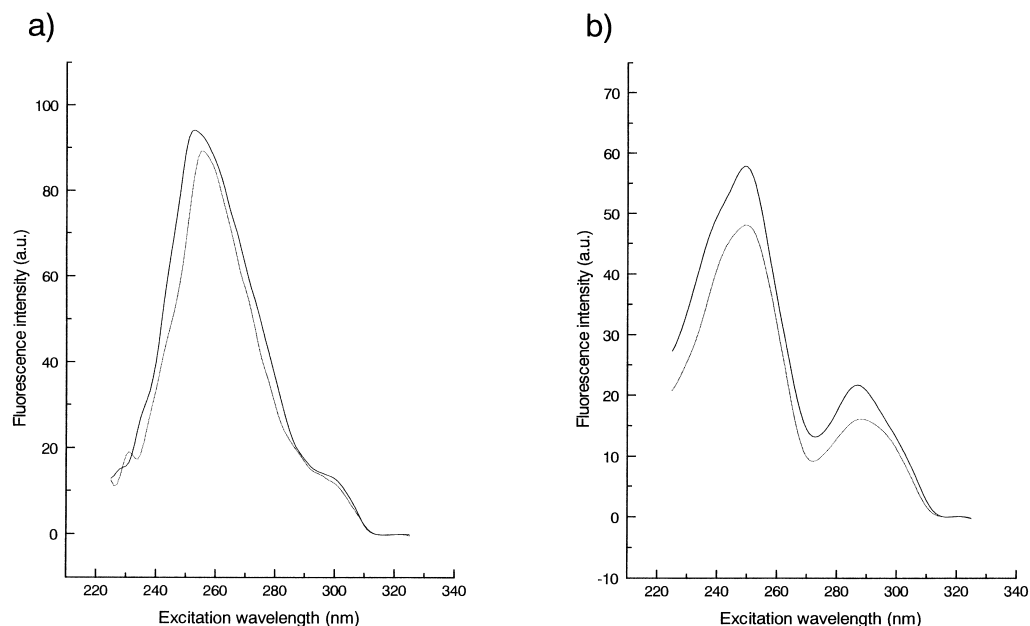 a)
Fluorescence intensity (a.u.)
100
80
60
40
20
0
220 240 260 280 300 320 340
Excitation wavelength (nm)
b)
Fluorescence intensity (a.u.)
70
60
50
40
30
20
10
0
-10
220 240 260 280 300 320 340
Excitation wavelength (nm)